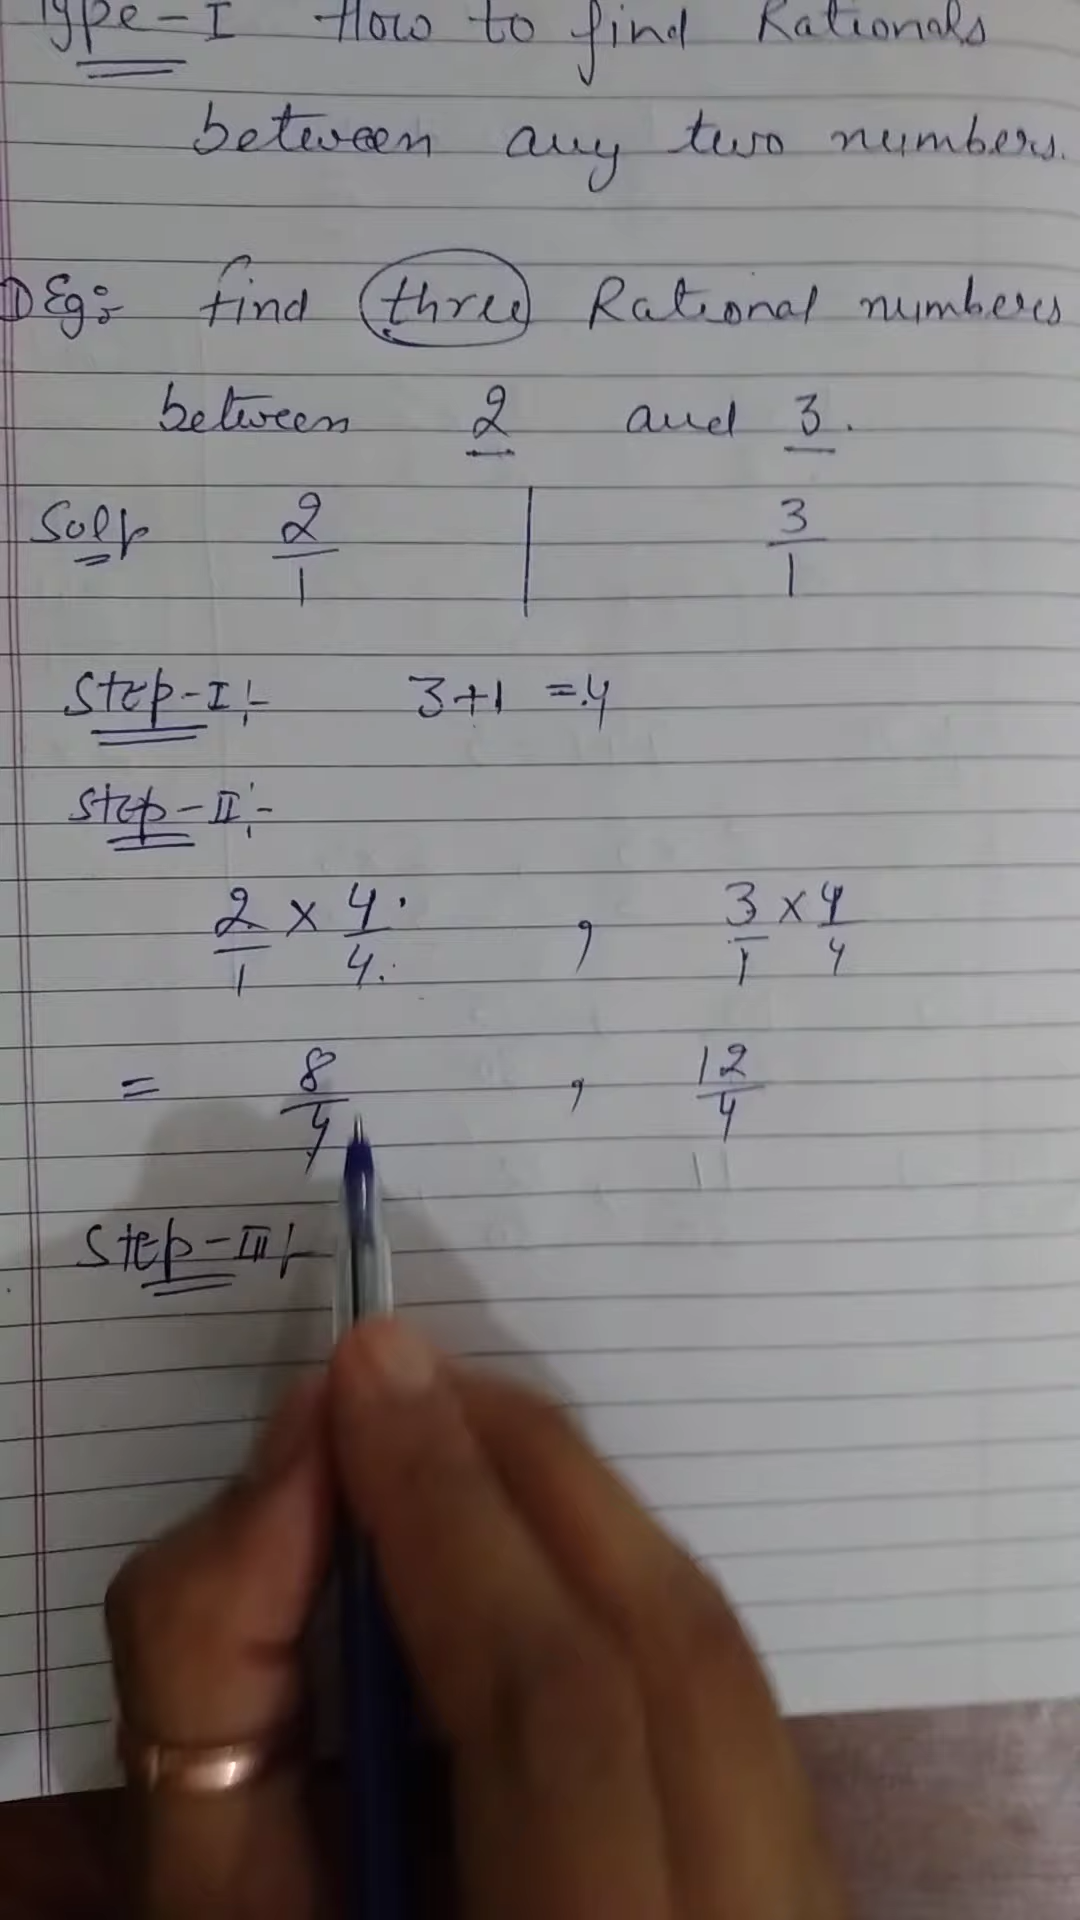 Type-I How to find Rationals
between any two numbers.
① Eg:- find three Rational numbers
between 2 and 3.
Soln 2/1 | 3/1
Step-I:- 3+1 = 4
Step-II:-
2/1 × 4/4 , 3/1 × 4/4
= 8/4 , 12/4
Step-III:-